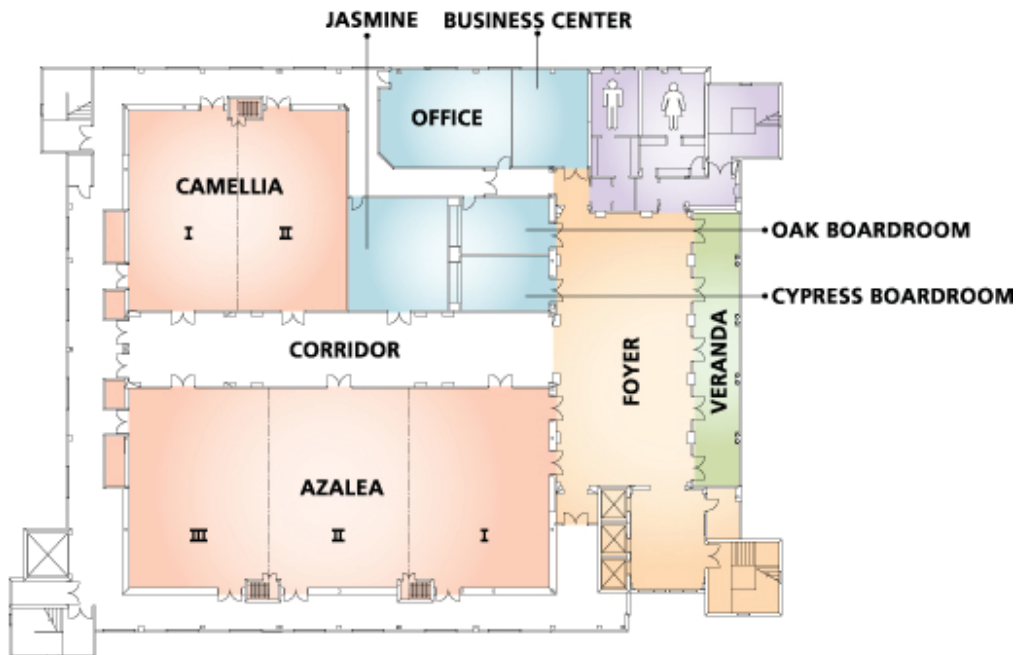 JASMINE
BUSINESS CENTER
OFFICE
CAMELLIA
I
II
OAK BOARDROOM
CYPRESS BOARDROOM
CORRIDOR
FOYER
VERANDA
AZALEA
III
II
I